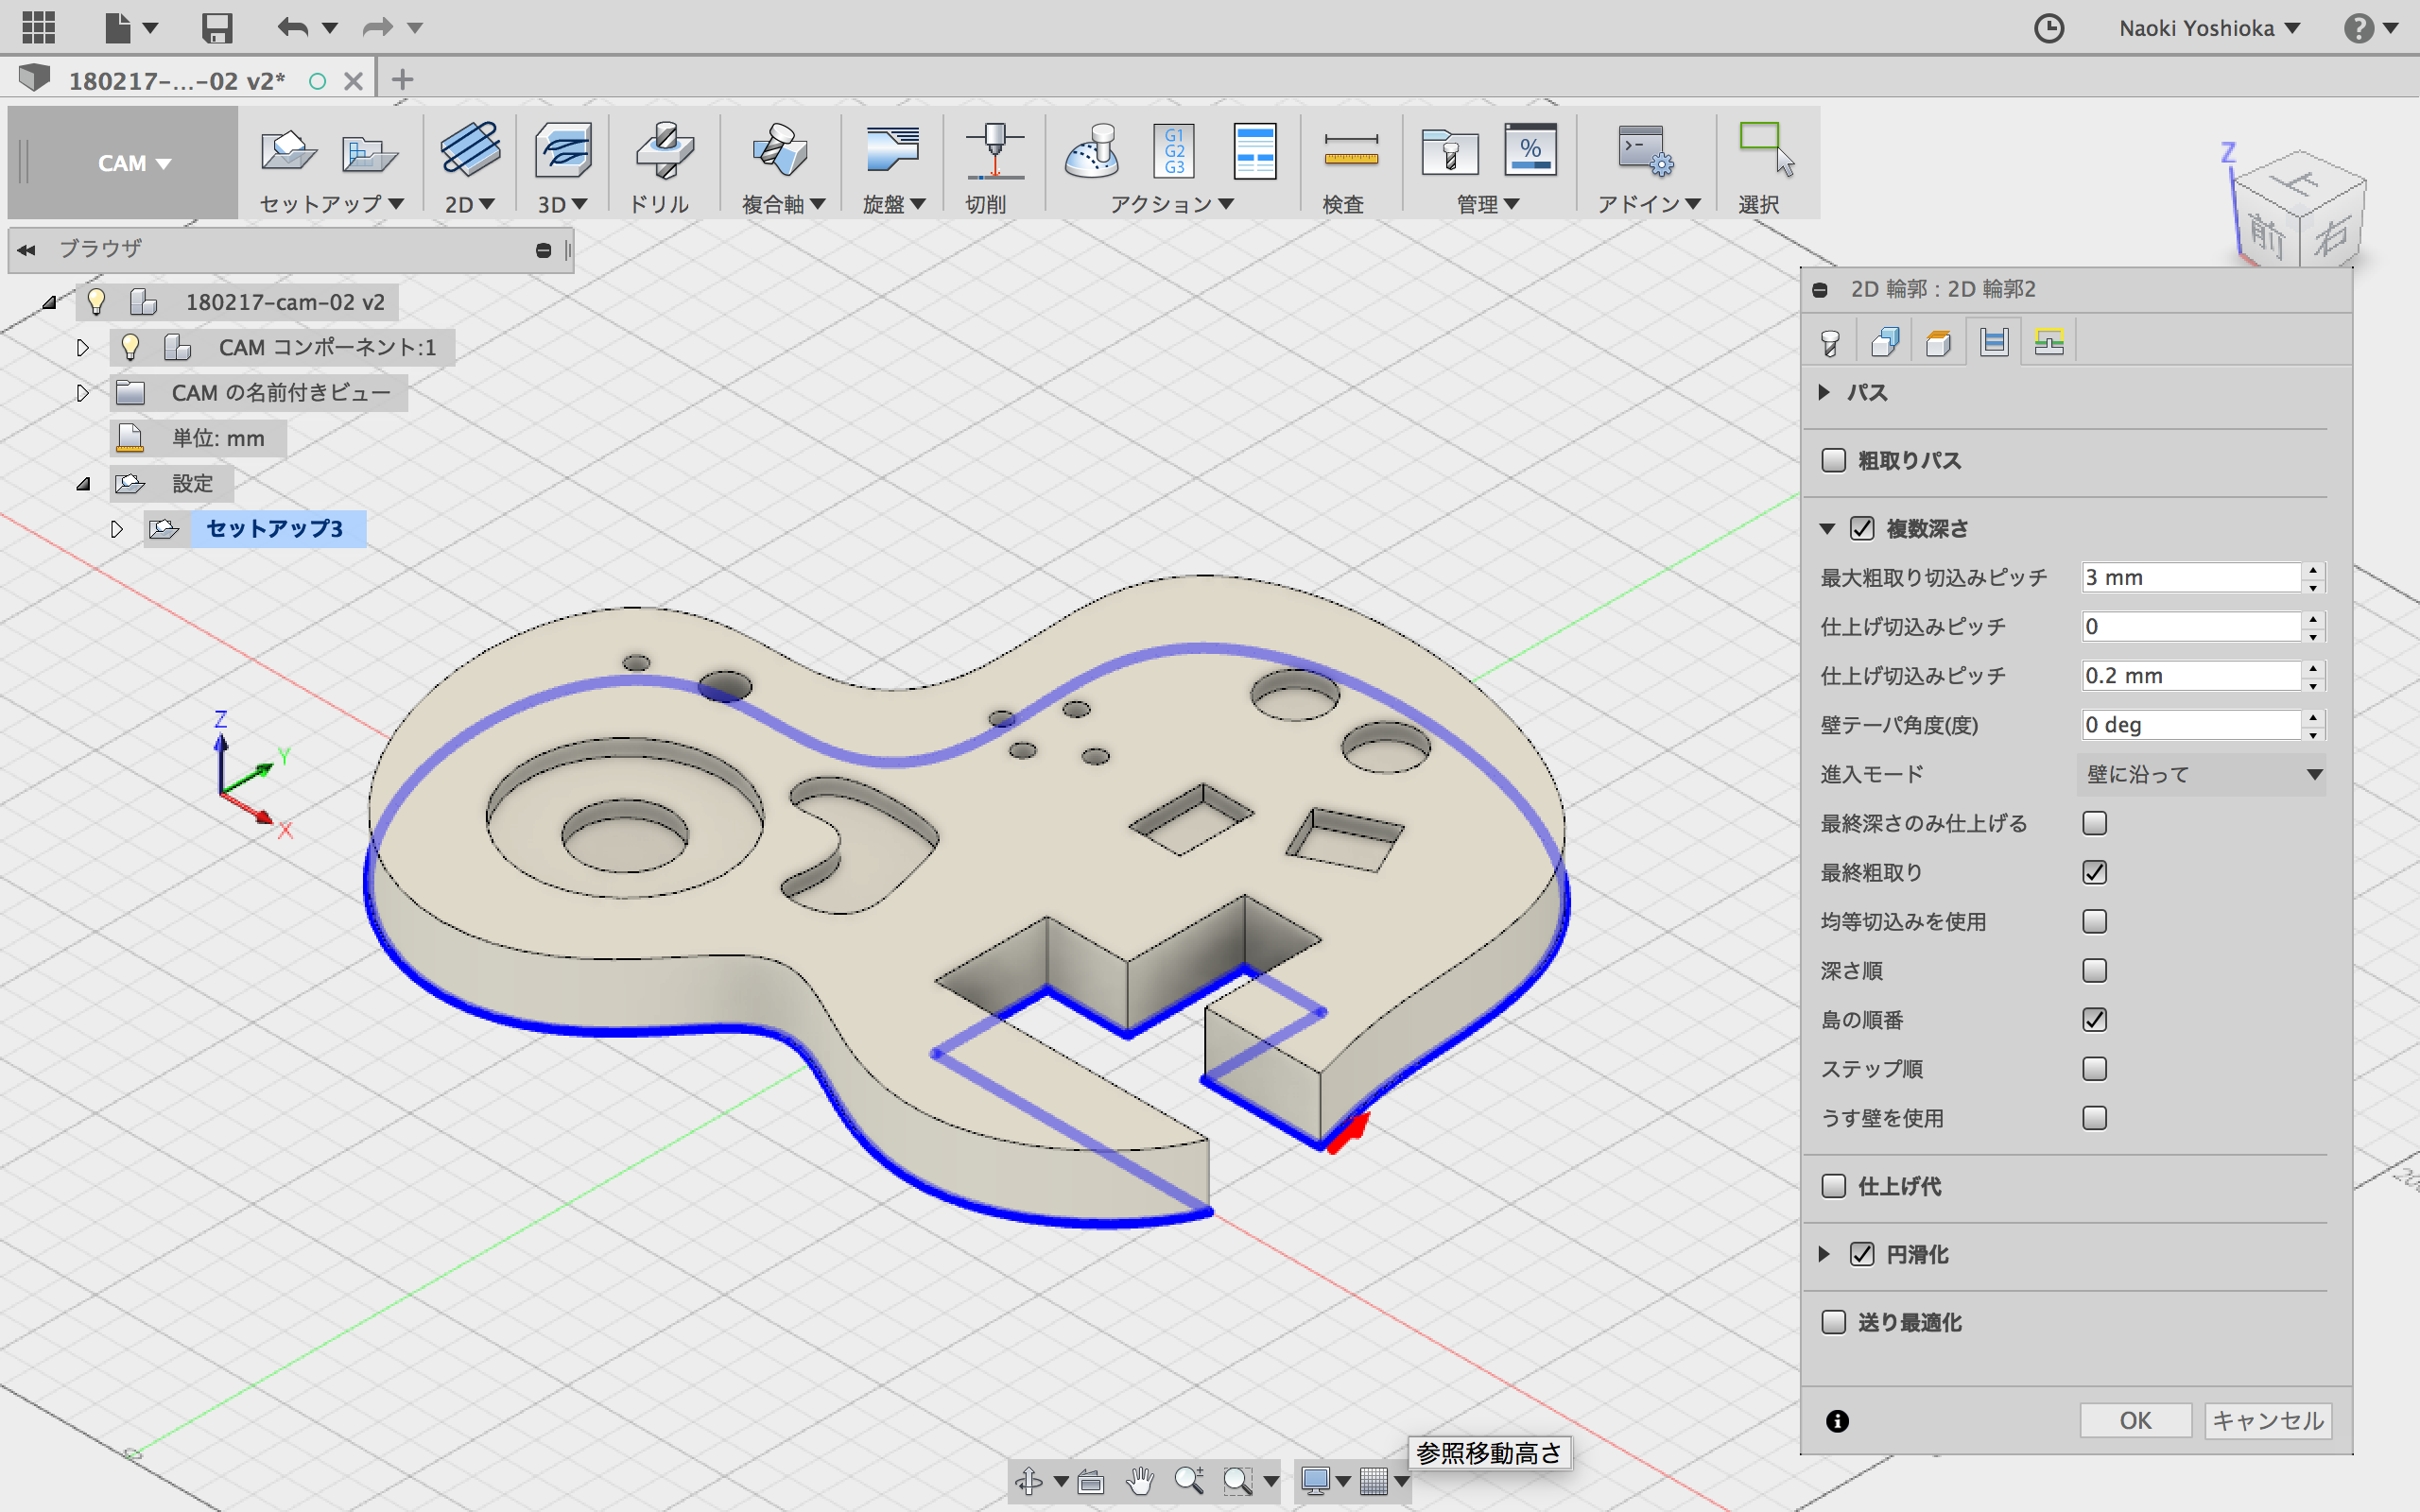 Naoki Yoshioka
?
180217-…-02 v2*
CAM
セットアップ
2D
3D
ドリル
複合軸
旋盤
切削
G1
G2
G3
アクション
検査
%
管理
アドイン
選択
Z
上
前
右
ブラウザ
180217-cam-02 v2
CAM コンポーネント:1
CAM の名前付きビュー
単位: mm
設定
セットアップ3
Z
Y
X
2D 輪郭 : 2D 輪郭2
パス
粗取りパス
複数深さ
最大粗取り切込みピッチ 3 mm
仕上げ切込みピッチ 0
仕上げ切込みピッチ 0.2 mm
壁テーパ角度(度) 0 deg
進入モード 壁に沿って
最終深さのみ仕上げる
最終粗取り
均等切込みを使用
深さ順
島の順番
ステップ順
うす壁を使用
仕上げ代
円滑化
送り最適化
OK キャンセル
参照移動高さ